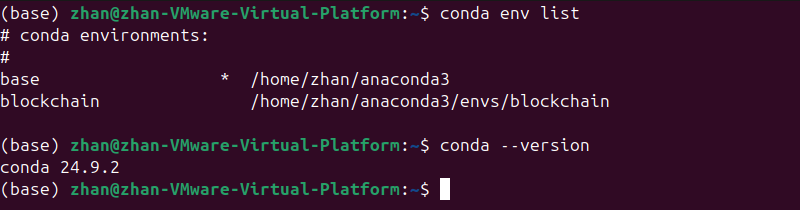 (base) zhan@zhan-VMware-Virtual-Platform:~$ conda env list
# conda environments:
#
base                  *  /home/zhan/anaconda3
blockchain               /home/zhan/anaconda3/envs/blockchain

(base) zhan@zhan-VMware-Virtual-Platform:~$ conda --version
conda 24.9.2
(base) zhan@zhan-VMware-Virtual-Platform:~$